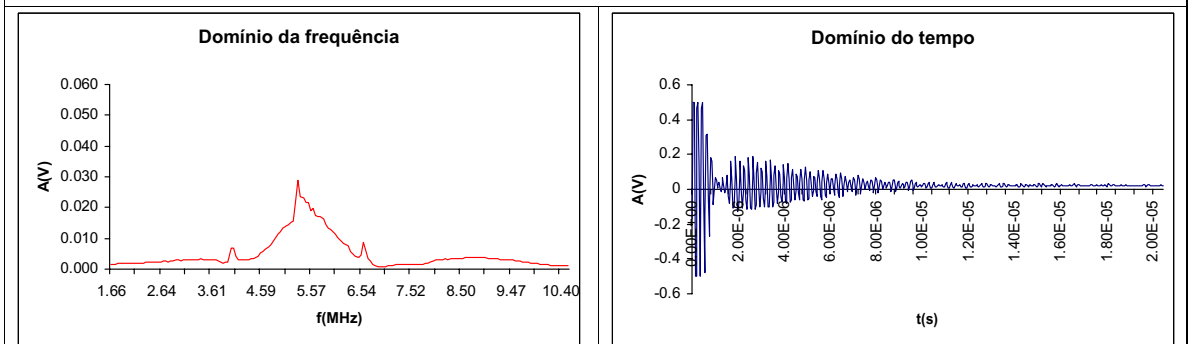 Domínio da frequência
0.060
0.050
0.040
0.030
0.020
0.010
0.000
A(V)
1.66 2.64 3.61 4.59 5.57 6.54 7.52 8.50 9.47 10.40
f(MHz)
Domínio do tempo
0.6
0.4
0.2
0
-0.2
-0.4
-0.6
A(V)
0.00E+00 2.00E-06 4.00E-06 6.00E-06 8.00E-06 1.00E-05 1.20E-05 1.40E-05 1.60E-05 1.80E-05 2.00E-05
t(s)